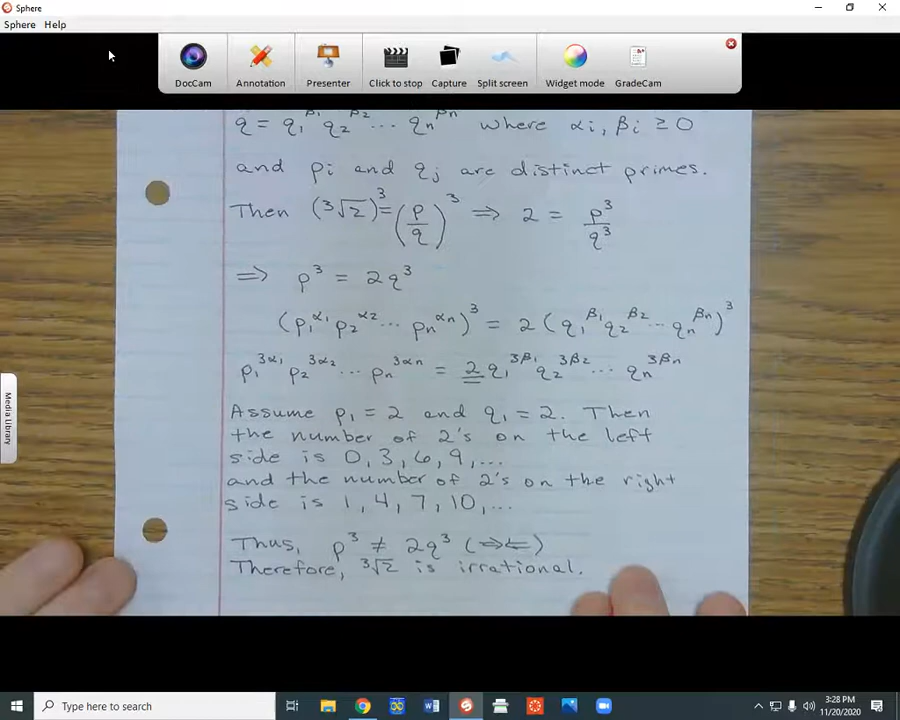 Sphere
Sphere Help
DocCam Annotation Presenter Click to stop Capture Split screen Widget mode GradeCam
Media Library
q = q₁^β₁ q₂^β₂ ... qₙ^βₙ where αᵢ, βᵢ ≥ 0
and pᵢ and qⱼ are distinct primes.
Then (³√2)³ = (p/q)³ ⟹ 2 = p³/q³
⟹ p³ = 2q³
(p₁^α₁ p₂^α₂ ... pₙ^αₙ)³ = 2 (q₁^β₁ q₂^β₂ ... qₙ^βₙ)³
p₁^3α₁ p₂^3α₂ ... pₙ^3αₙ = 2 q₁^3β₁ q₂^3β₂ ... qₙ^3βₙ
Assume p₁ = 2 and q₁ = 2. Then
the number of 2's on the left
side is 0, 3, 6, 9, ...
and the number of 2's on the right
side is 1, 4, 7, 10, ...
Thus, p³ ≠ 2q³ (⇒⇐)
Therefore, ³√2 is irrational.
Type here to search
3:28 PM
11/20/2020